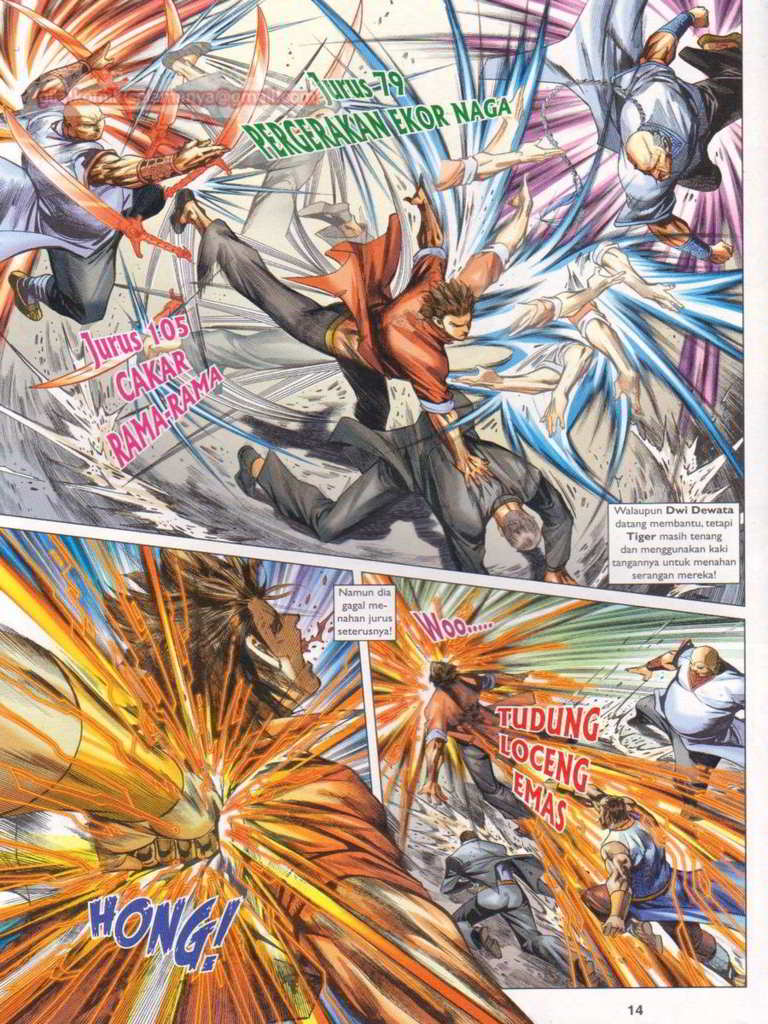 Jurus 79
PERGERAKAN EKOR NAGA
Jurus 105
CAKAR
RAMA-RAMA
Walaupun Dwi Dewata
datang membantu, tetapi
Tiger masih tenang
dan menggunakan kaki
tangannya untuk menahan
serangan mereka!
Namun dia
gagal me-
nahan jurus
seterusnya!
Woo.....
TUDUNG
LOCENG
EMAS
HONG!
14